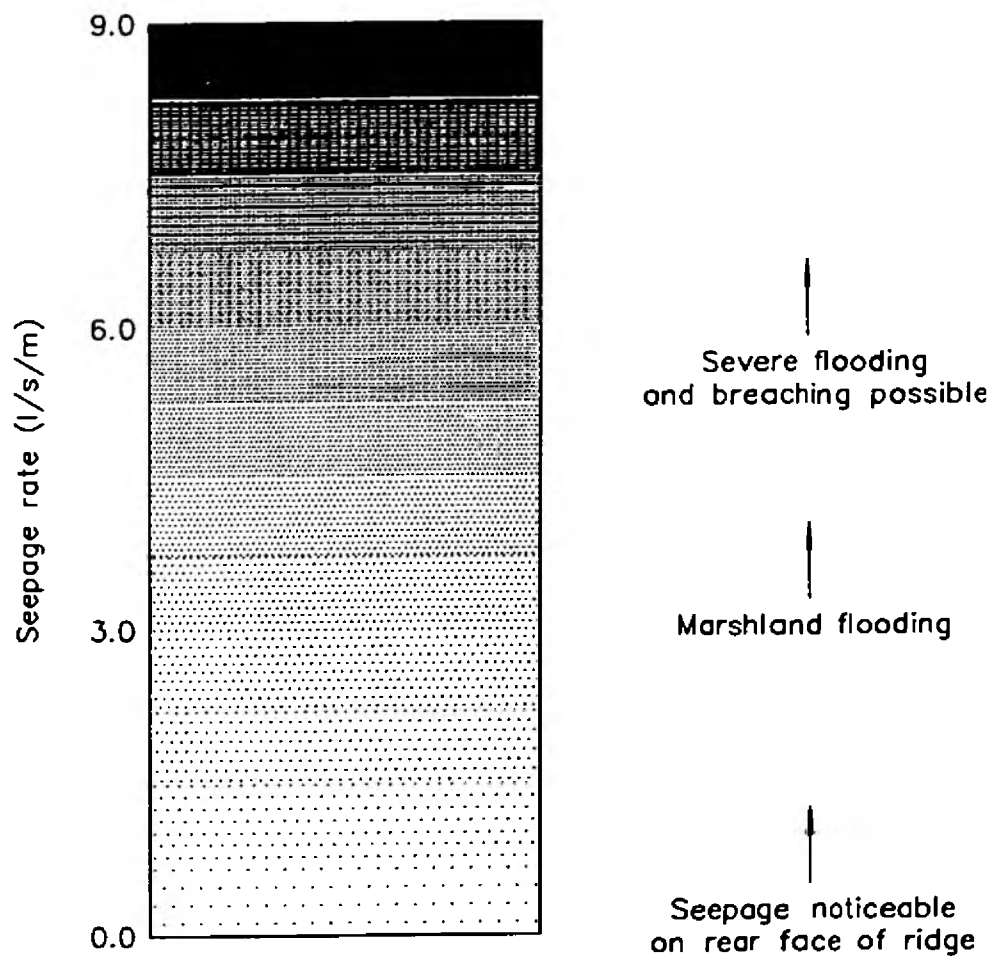 9.0
6.0
3.0
0.0
Seepage rate (l/s/m)
Severe flooding
and breaching possible
Marshland flooding
Seepage noticeable
on rear face of ridge